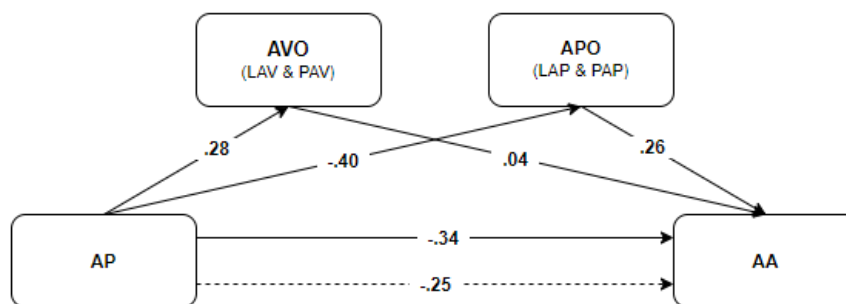 AVO
(LAV & PAV)
APO
(LAP & PAP)
.28
-.40
.04
.26
AP
-.34
-.25
AA